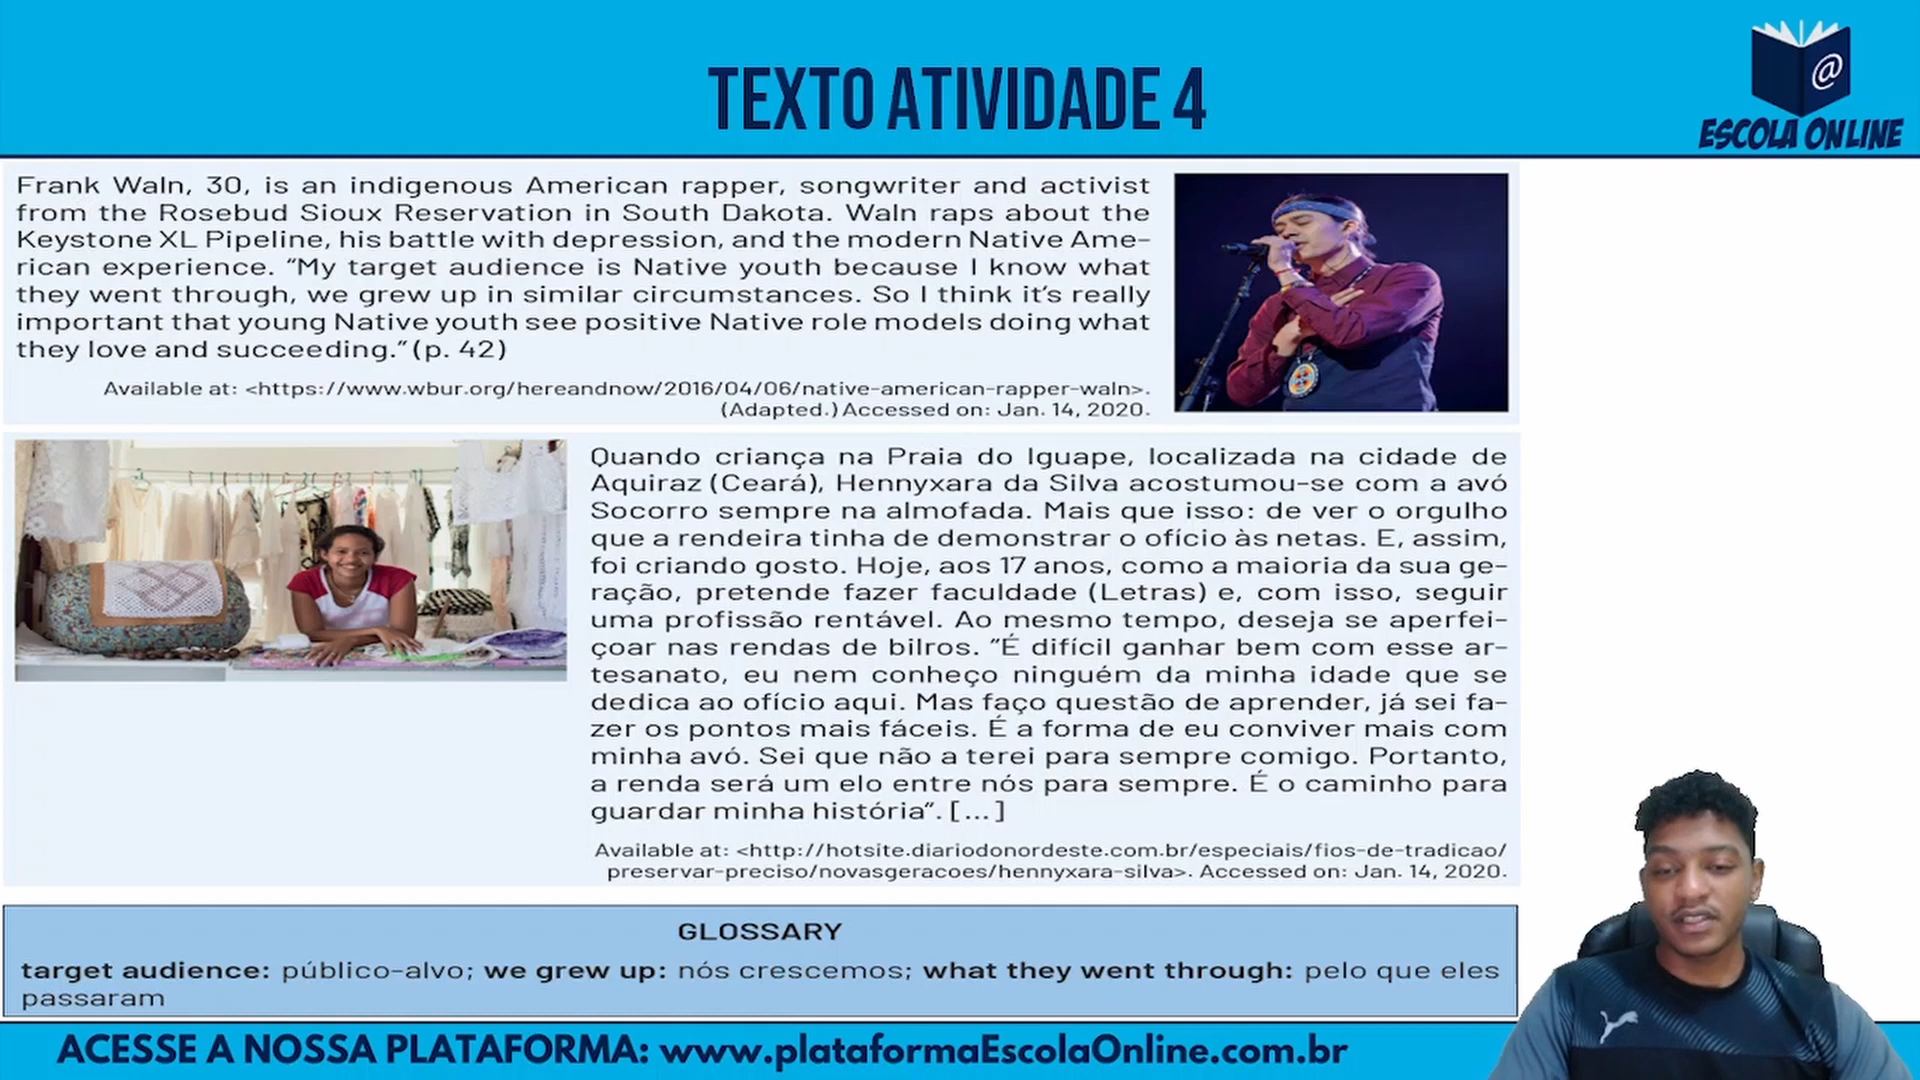 TEXTO ATIVIDADE 4
@
ESCOLA ONLINE
Frank Waln, 30, is an indigenous American rapper, songwriter and activist
from the Rosebud Sioux Reservation in South Dakota. Waln raps about the
Keystone XL Pipeline, his battle with depression, and the modern Native Ame-
rican experience. “My target audience is Native youth because I know what
they went through, we grew up in similar circumstances. So I think it’s really
important that young Native youth see positive Native role models doing what
they love and succeeding.” (p. 42)
Available at: <https://www.wbur.org/hereandnow/2016/04/06/native-american-rapper-waln>.
(Adapted.) Accessed on: Jan. 14, 2020.
Quando criança na Praia do Iguape, localizada na cidade de
Aquiraz (Ceará), Hennyxara da Silva acostumou-se com a avó
Socorro sempre na almofada. Mais que isso: de ver o orgulho
que a rendeira tinha de demonstrar o ofício às netas. E, assim,
foi criando gosto. Hoje, aos 17 anos, como a maioria da sua ge-
ração, pretende fazer faculdade (Letras) e, com isso, seguir
uma profissão rentável. Ao mesmo tempo, deseja se aperfei-
çoar nas rendas de bilros. “É difícil ganhar bem com esse ar-
tesanato, eu nem conheço ninguém da minha idade que se
dedica ao ofício aqui. Mas faço questão de aprender, já sei fa-
zer os pontos mais fáceis. É a forma de eu conviver mais com
minha avó. Sei que não a terei para sempre comigo. Portanto,
a renda será um elo entre nós para sempre. É o caminho para
guardar minha história”. [...]
Available at: <http://hotsite.diariodonordeste.com.br/especiais/fios-de-tradicao/
preservar-preciso/novasgeracoes/hennyxara-silva>. Accessed on: Jan. 14, 2020.
GLOSSARY
target audience: público-alvo; we grew up: nós crescemos; what they went through: pelo que eles
passaram
ACESSE A NOSSA PLATAFORMA: www.plataformaEscolaOnline.com.br